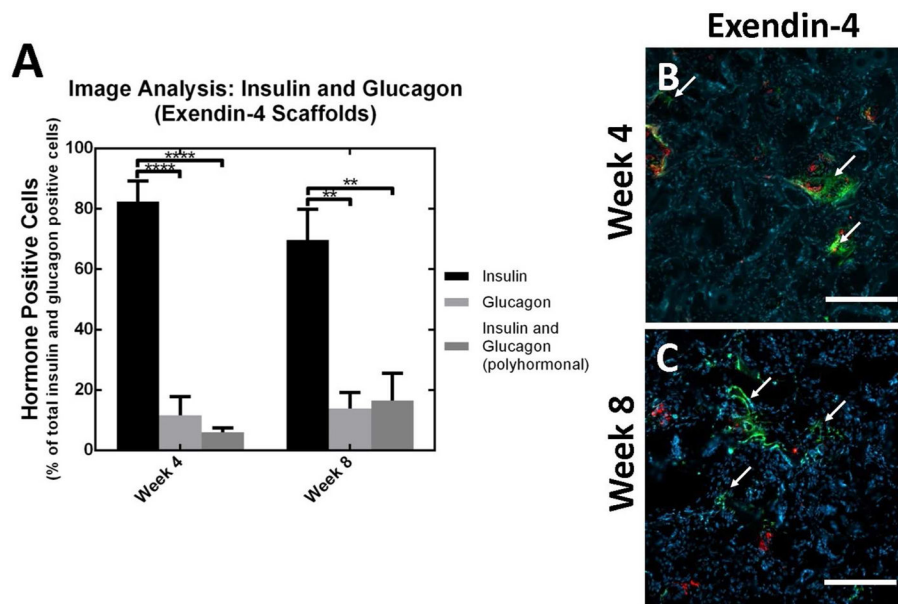 A
Image Analysis: Insulin and Glucagon
(Exendin-4 Scaffolds)
Hormone Positive Cells
(% of total insulin and glucagon positive cells)
100
80
60
40
20
0
****
****
**
**
Week 4
Week 8
Insulin
Glucagon
Insulin and
Glucagon
(polyhormonal)
Exendin-4
Week 4
B
Week 8
C